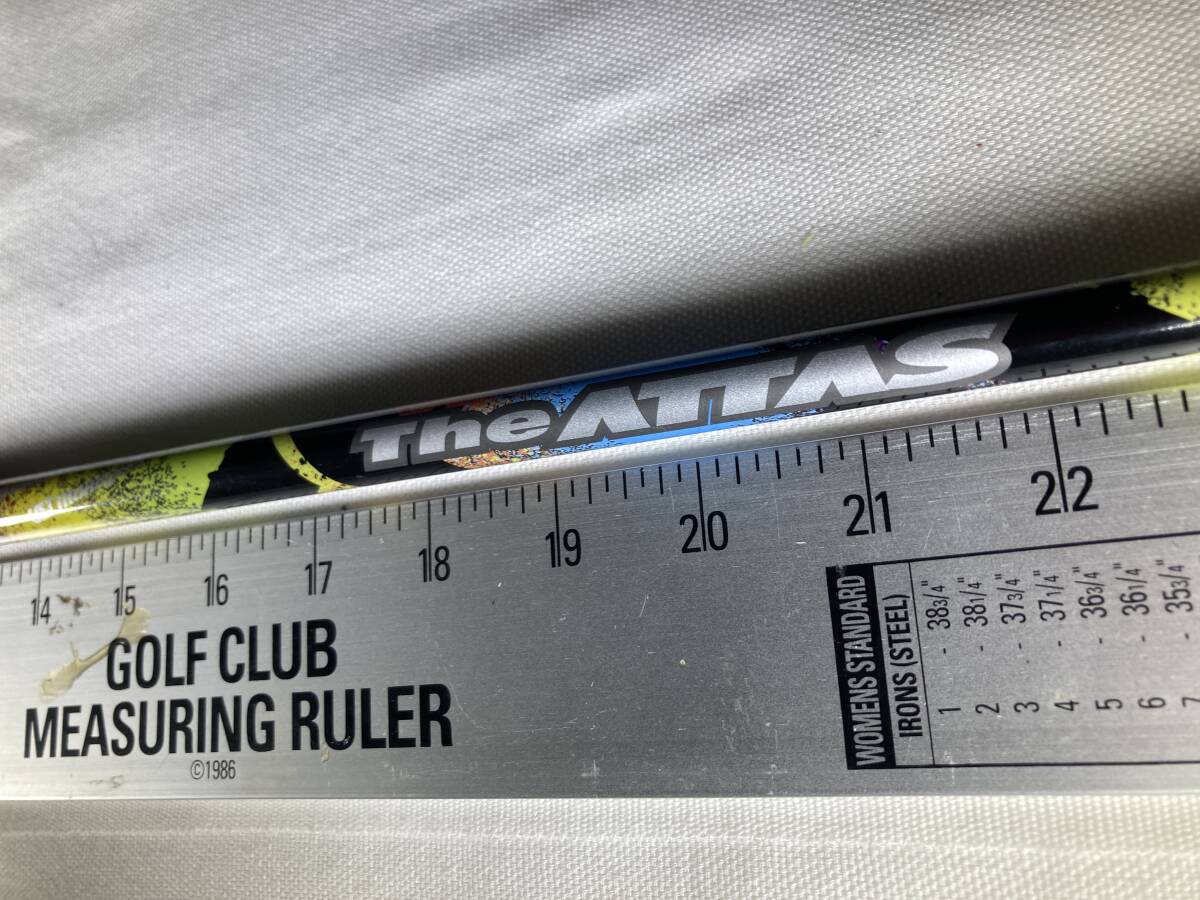 The ATTAS
14 15 16 17 18 19 20 21 22
GOLF CLUB
MEASURING RULER
©1986
WOMENS STANDARD
IRONS (STEEL)
1 - 38 3/4"
2 - 38 1/4"
3 - 37 3/4"
4 - 37 1/4"
5 - 36 3/4"
6 - 36 1/4"
7 - 35 3/4"